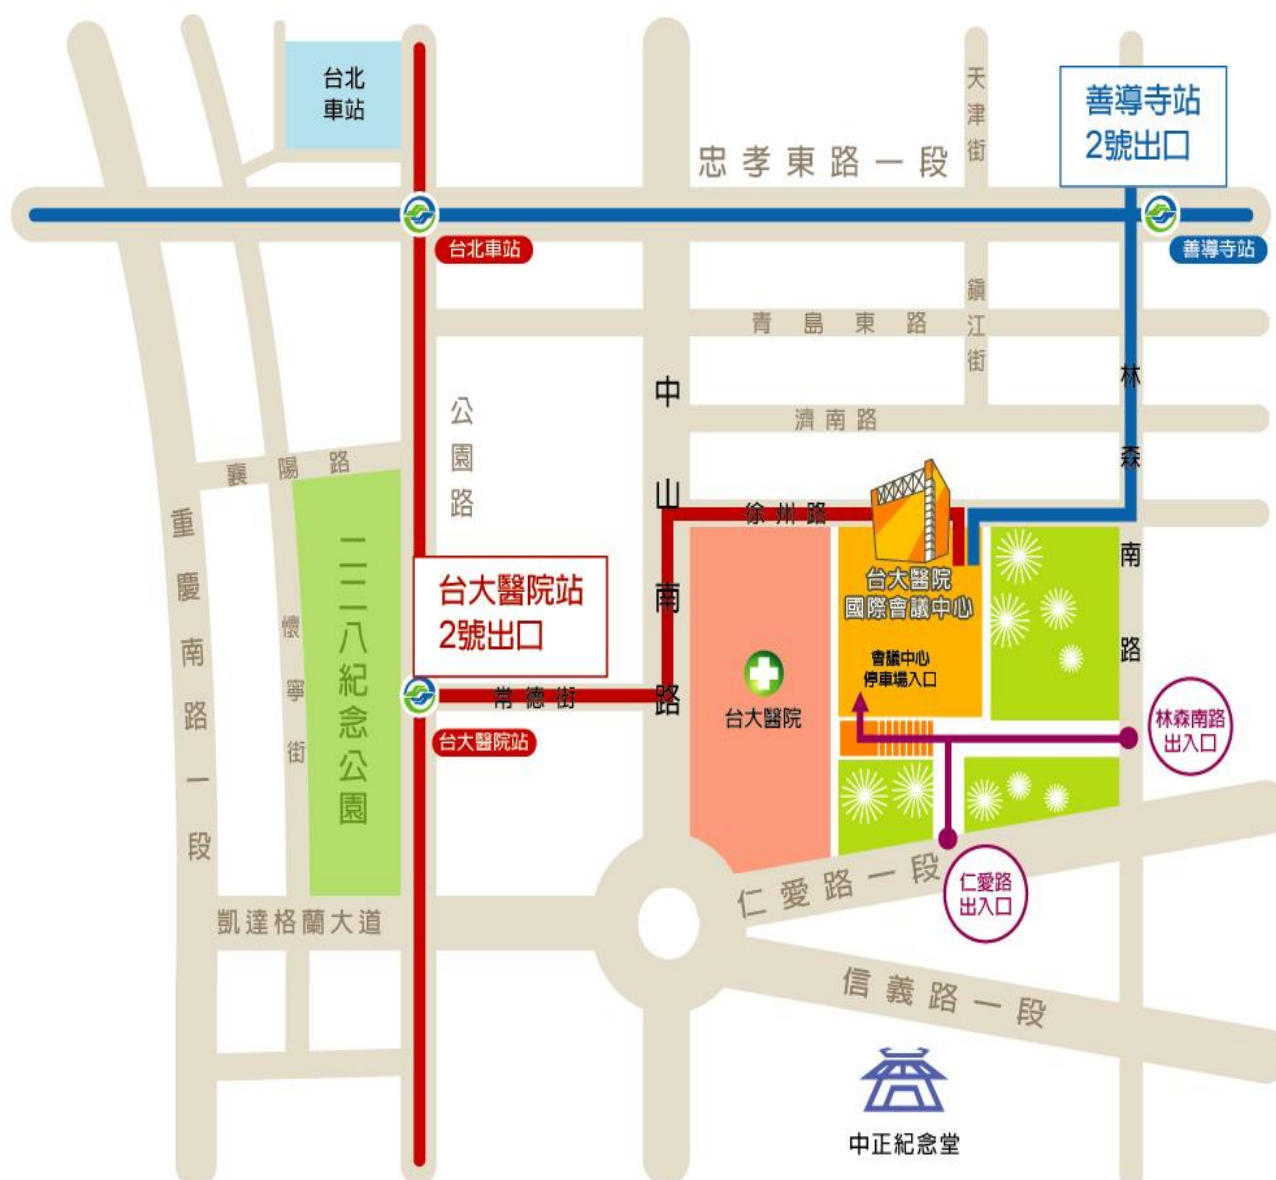 台北
車站
天津街
善導寺站
2號出口
忠孝東路一段
台北車站
善導寺站
鎮江街
青島東路
公園路
中山南路
林森南路
濟南路
襄陽路
徐州路
重慶南路一段
二二八紀念公園
懷寧街
台大醫院站
2號出口
台大醫院
國際會議中心
會議中心
停車場入口
常德街
台大醫院
台大醫院站
林森南路
出入口
仁愛路一段
仁愛路
出入口
凱達格蘭大道
信義路一段
中正紀念堂